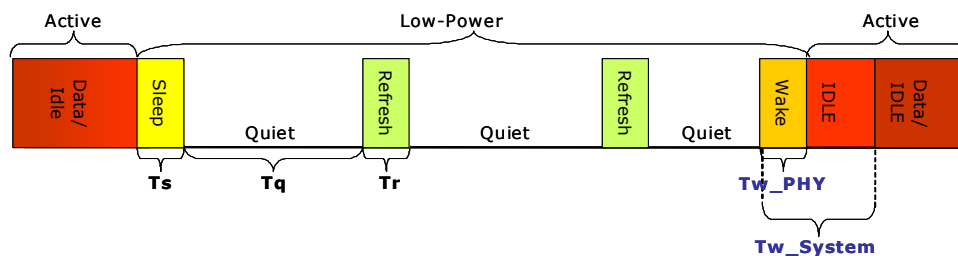 Active
Low-Power
Active
Data/
Idle
Sleep
Quiet
Refresh
Quiet
Refresh
Quiet
Wake
IDLE
Data/
IDLE
Ts
Tq
Tr
Tw_PHY
Tw_System